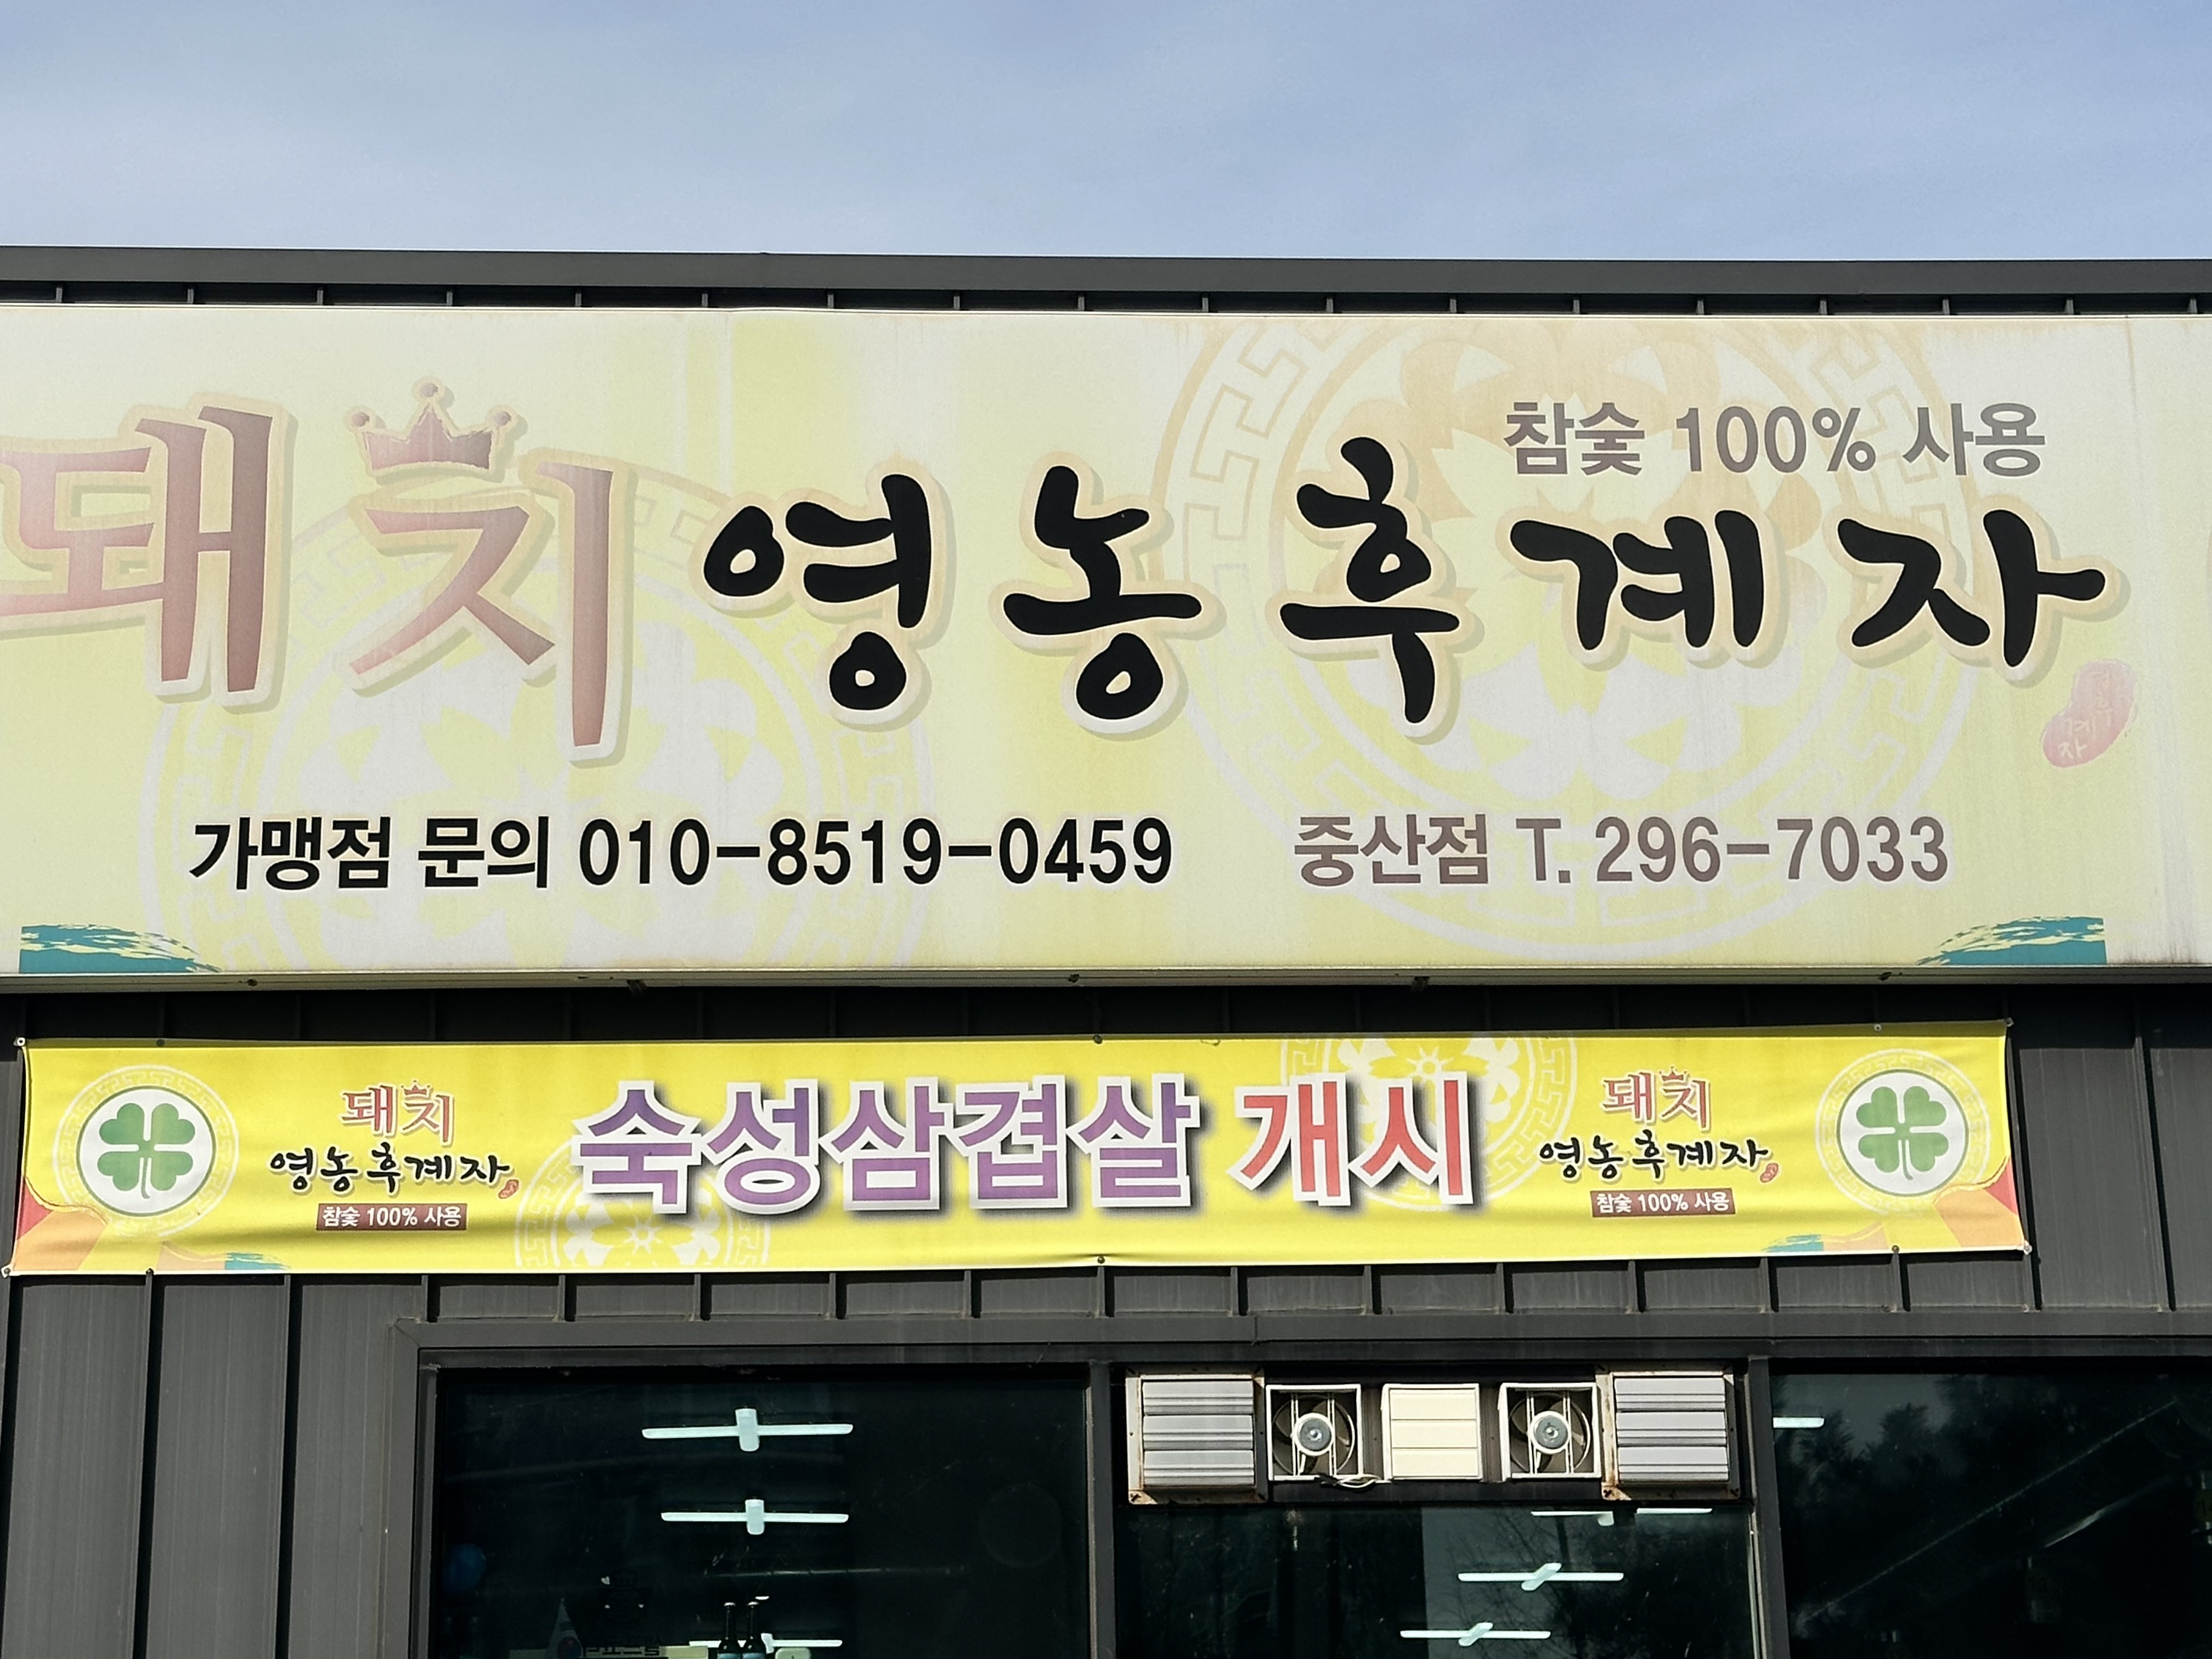 참숯 100% 사용
돼치 영농후계자
가맹점 문의 010-8519-0459 중산점 T. 296-7033
돼치
영농후계자
참숯 100% 사용
숙성삼겹살 개시
돼치
영농후계자
참숯 100% 사용